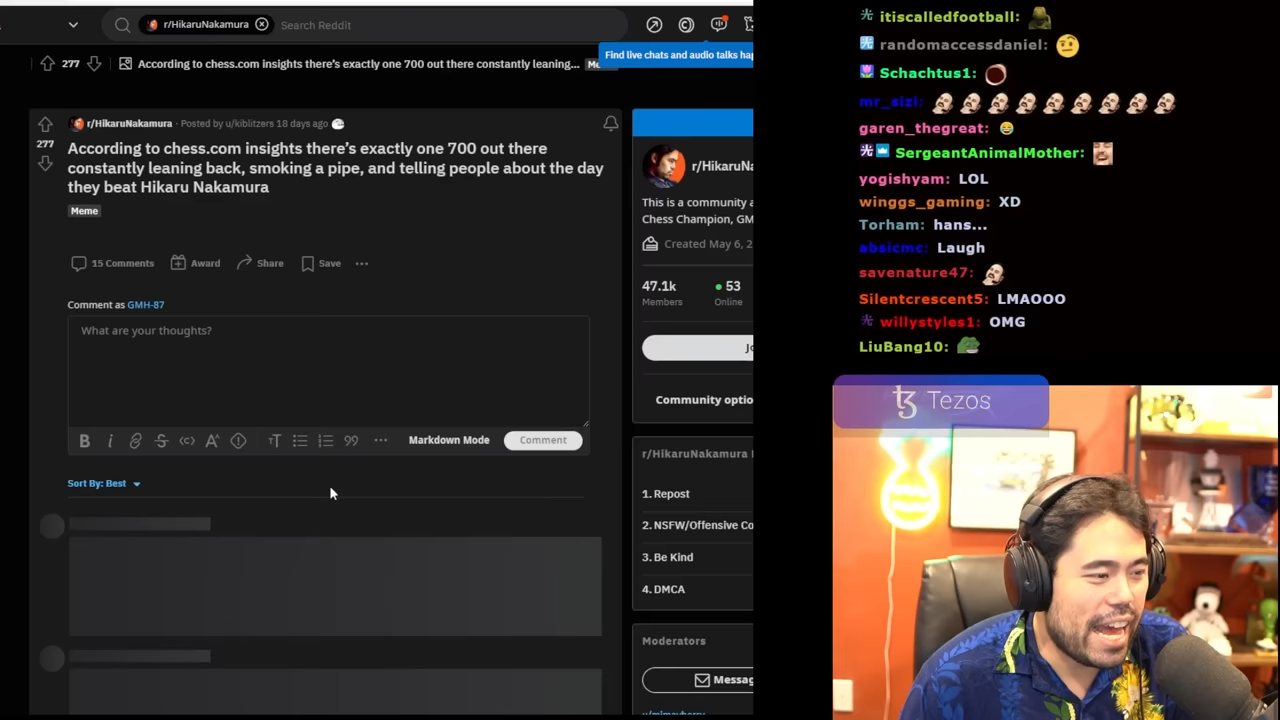 r/HikaruNakamura
Search Reddit
Find live chats and audio talks hap
277
According to chess.com insights there's exactly one 700 out there constantly leaning...
r/HikaruNakamura · Posted by u/kiblitzers 18 days ago
277
According to chess.com insights there's exactly one 700 out there
constantly leaning back, smoking a pipe, and telling people about the day
they beat Hikaru Nakamura
Meme
15 Comments
Award
Share
Save
Comment as GMH-87
What are your thoughts?
Markdown Mode
Comment
Sort By: Best
r/HikaruNa
This is a community a
Chess Champion, GM
Created May 6, 2
47.1k
53
Members
Online
Jo
Community optio
r/HikaruNakamura
1. Repost
2. NSFW/Offensive Co
3. Be Kind
4. DMCA
Moderators
Messag
itiscalledfootball:
randomaccessdaniel:
Schachtus1:
mr_sizi:
garen_thegreat:
SergeantAnimalMother:
yogishyam: LOL
winggs_gaming: XD
Torham: hans...
absicmc: Laugh
savenature47:
Silentcrescent5: LMAOOO
willystyles1: OMG
LiuBang10:
Tezos